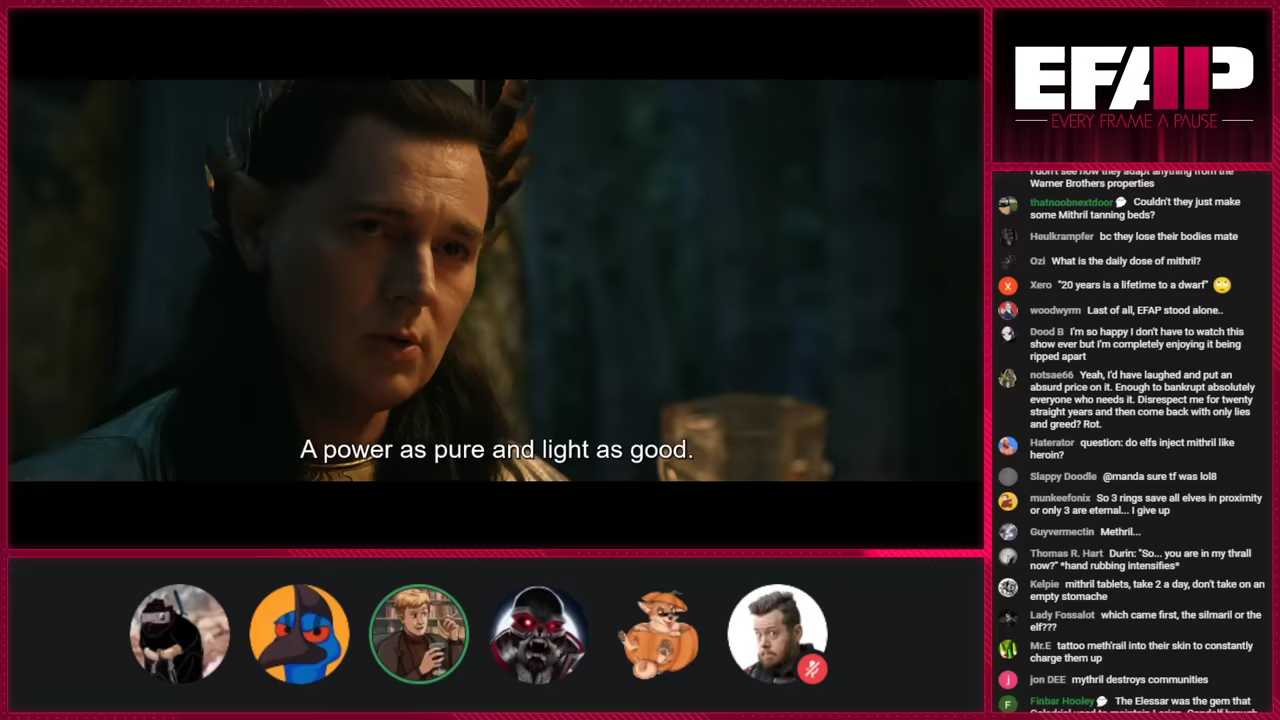 A power as pure and light as good.
EFAP
EVERY FRAME A PAUSE
I don't see how they adapt anything from the
Warner Brothers properties
thatnoobnextdoor Couldn't they just make
some Mithril tanning beds?
Heulkrampfer bc they lose their bodies mate
Ozi What is the daily dose of mithril?
X Xero "20 years is a lifetime to a dwarf" 🙄
woodwyrm Last of all, EFAP stood alone..
Dood B I'm so happy I don't have to watch this
show ever but I'm completely enjoying it being
ripped apart
notsae66 Yeah, I'd have laughed and put an
absurd price on it. Enough to bankrupt absolutely
everyone who needs it. Disrespect me for twenty
straight years and then come back with only lies
and greed? Rot.
Haterator question: do elfs inject mithril like
heroin?
Slappy Doodle @manda sure tf was lol8
munkeefonix So 3 rings save all elves in proximity
or only 3 are eternal... I give up
Guyvermectin Methril...
Thomas R. Hart Durin: "So... you are in my thrall
now?" *hand rubbing intensifies*
Kelpie mithril tablets, take 2 a day, don't take on an
empty stomache
Lady Fossalot which came first, the silmaril or the
elf???
Mr.E tattoo meth'rail into their skin to constantly
charge them up
j jon DEE mythril destroys communities
F Finbar Hooley The Elessar was the gem that